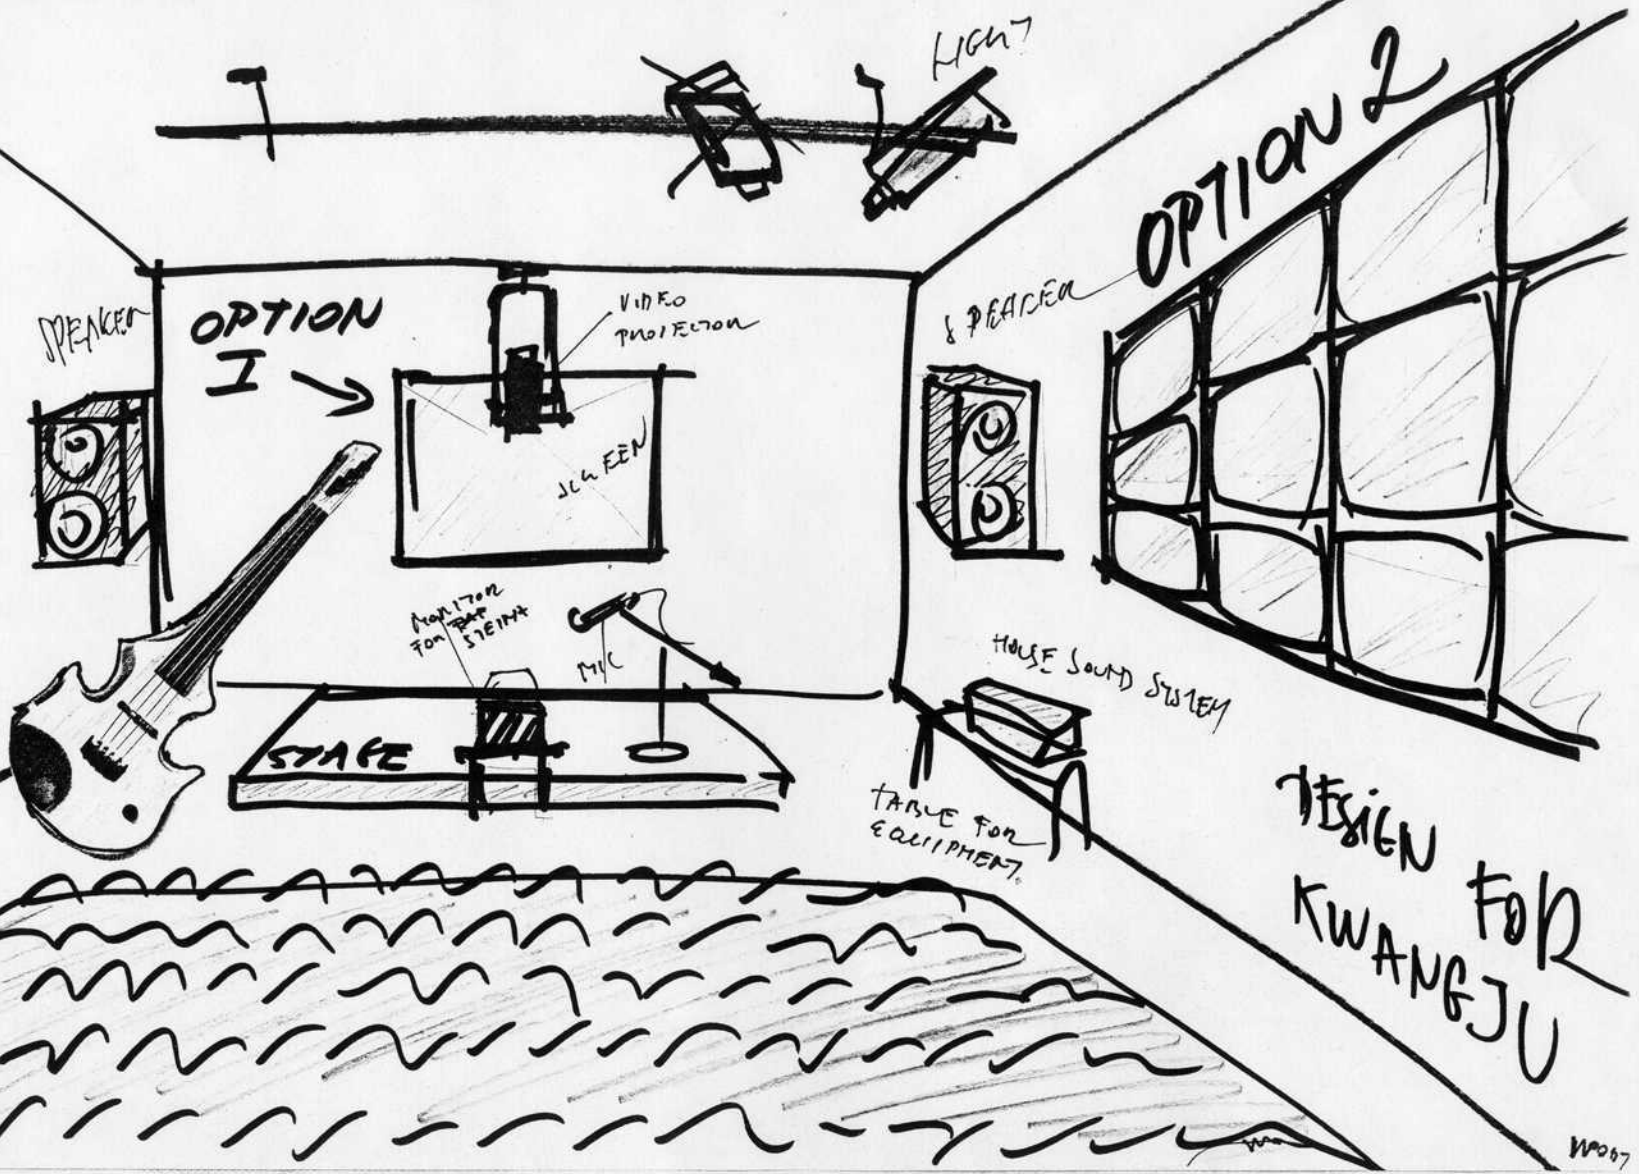 LIGHT
OPTION 2
SPEAKER
OPTION
I
VIDEO
PROJECTOR
SPEAKER
SCREEN
MONITOR
FOR
MIC
HOUSE SOUND SYSTEM
STAGE
TABLE FOR
EQUIPMENT.
DESIGN
FOR
KWANGJU